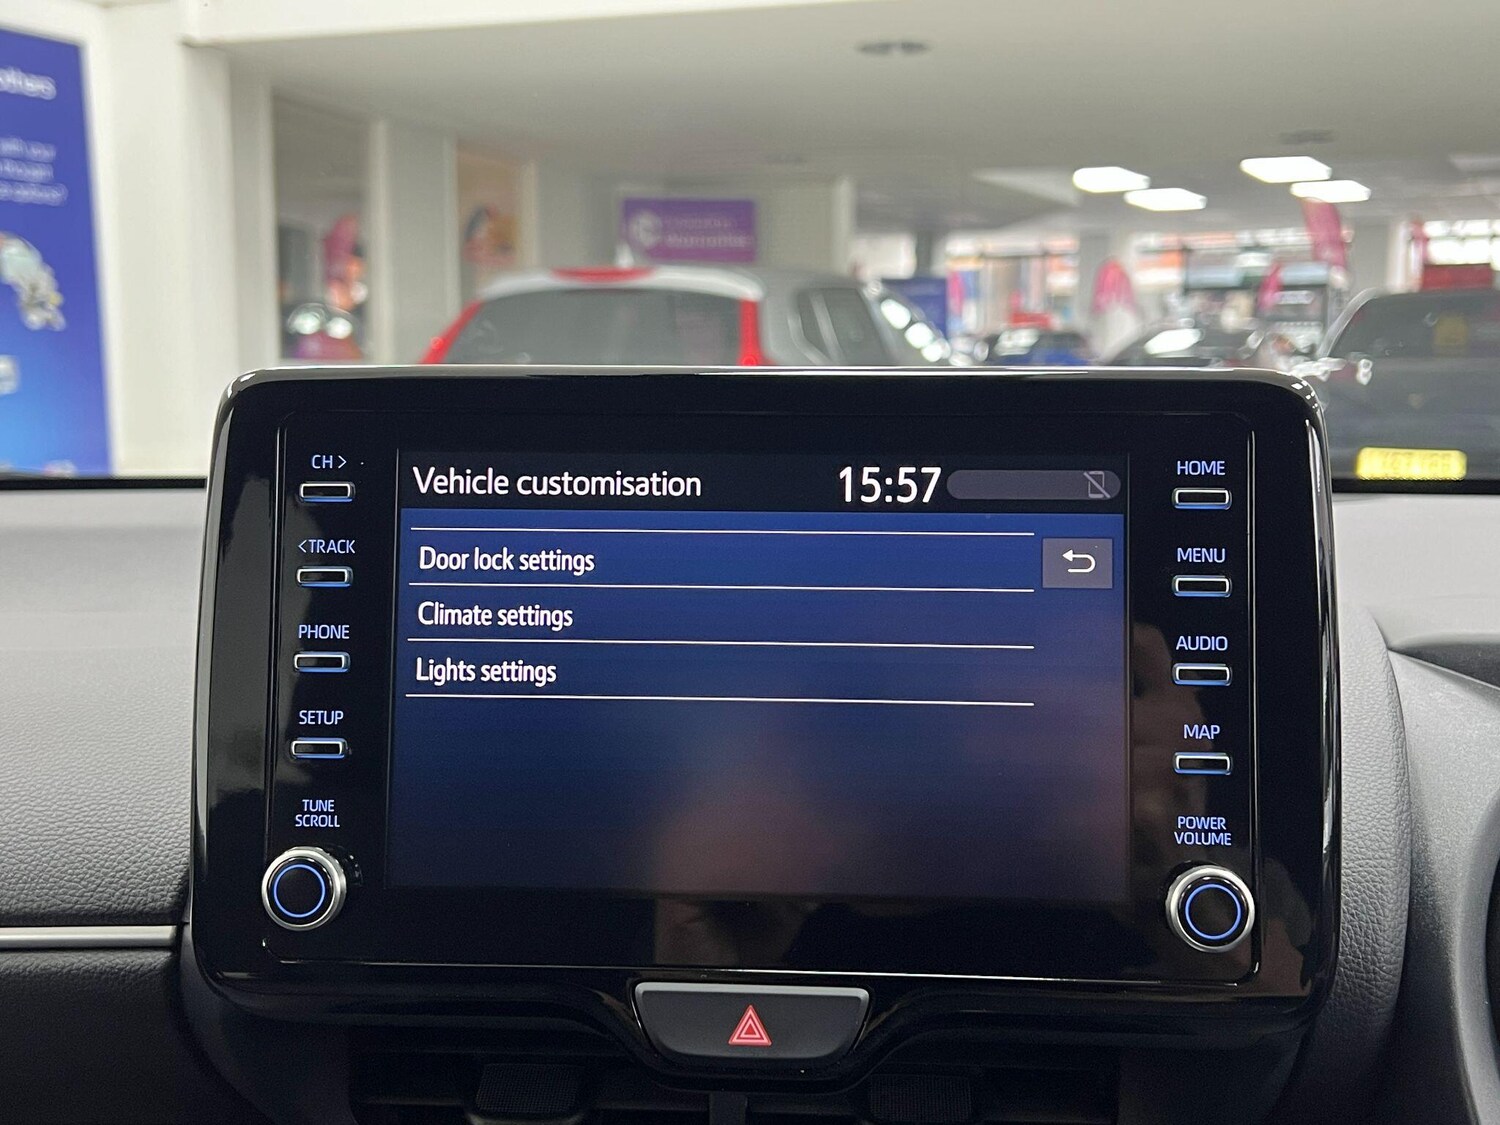 CH >
Vehicle customisation 15:57
HOME
< TRACK
Door lock settings
MENU
Climate settings
PHONE
AUDIO
Lights settings
SETUP
MAP
TUNE
SCROLL
POWER
VOLUME